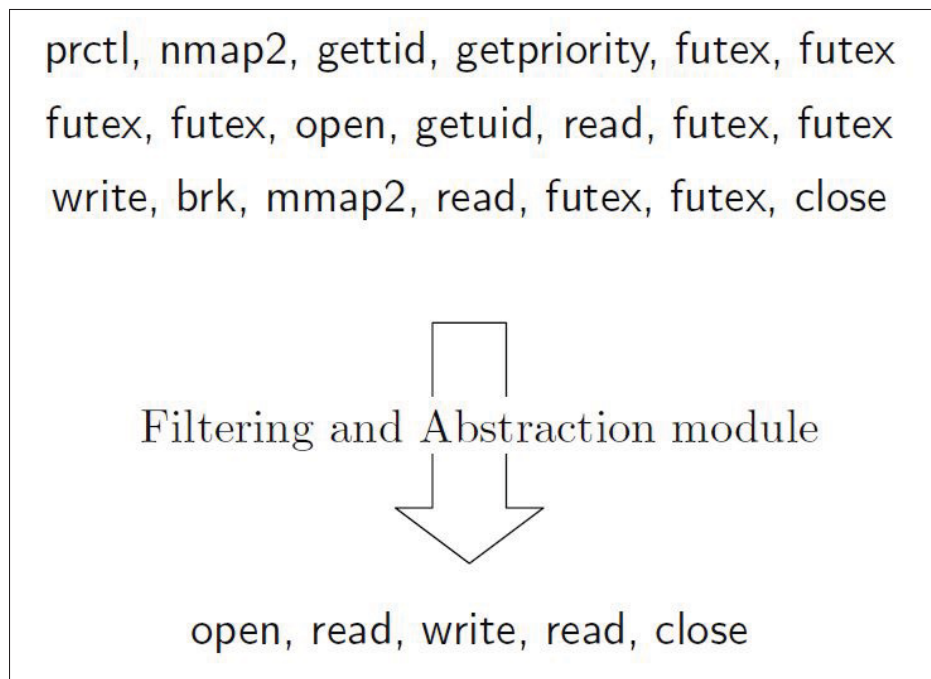 prctl, nmap2, gettid, getpriority, futex, futex
futex, futex, open, getuid, read, futex, futex
write, brk, mmap2, read, futex, futex, close
Filtering and Abstraction module
open, read, write, read, close